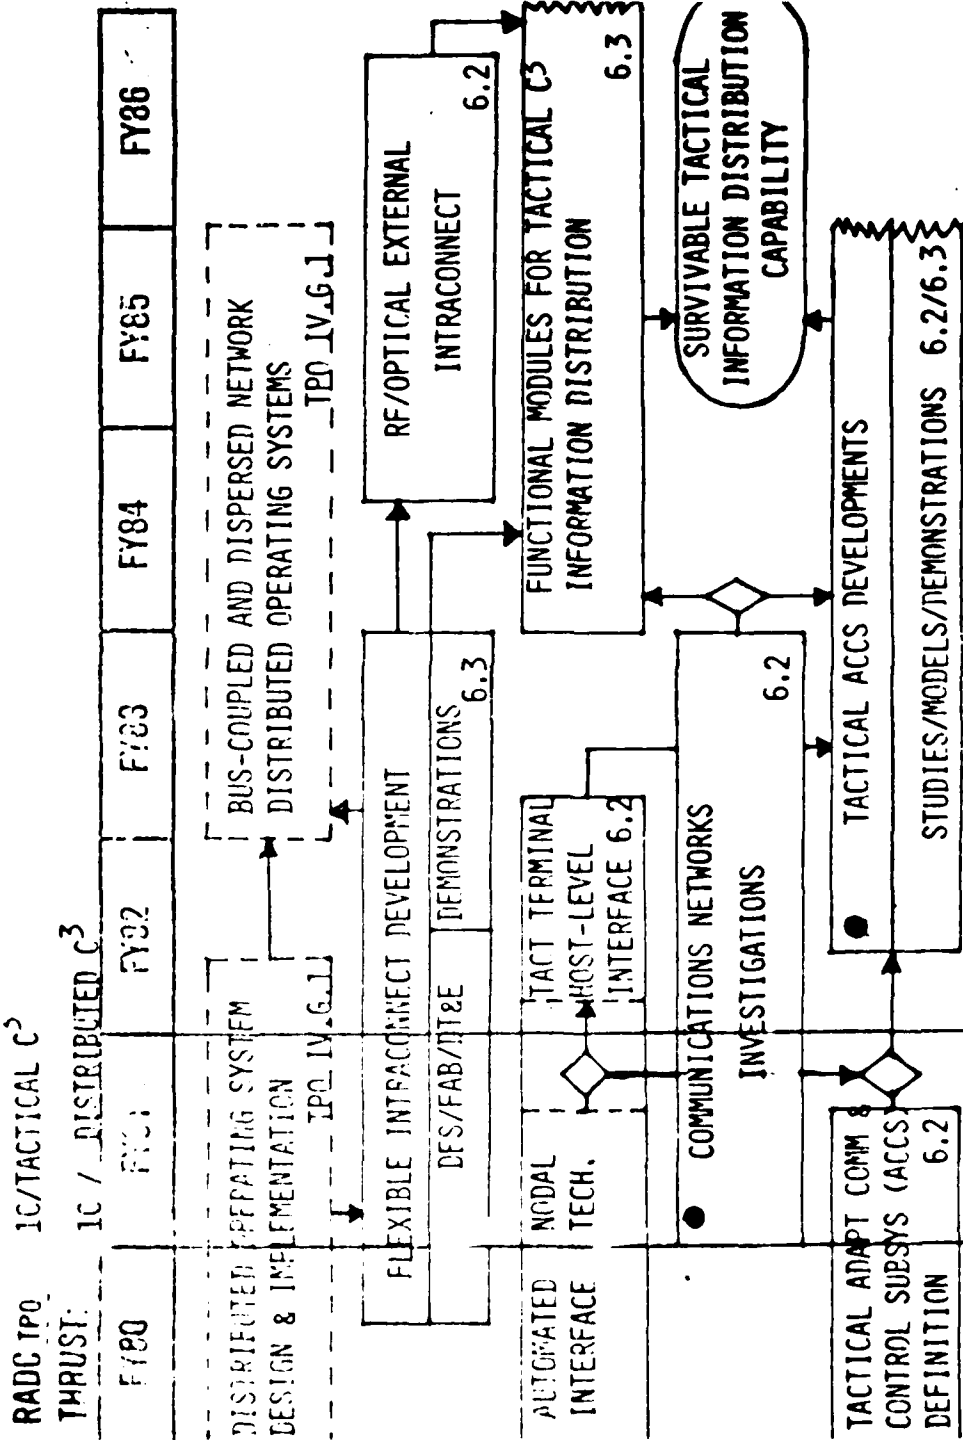 RADC TPO 1C/TACTICAL C3
THRUST: 1C / DISTRIBUTED C3
FY80 FY81 FY82 FY83 FY84 FY85 FY86
DISTRIBUTED OPERATING SYSTEM
DESIGN & IMPLEMENTATION
TPO IV.G.1
BUS-COUPLED AND DISPERSED NETWORK
DISTRIBUTED OPERATING SYSTEMS
TPO IV.G.1
FLEXIBLE INTRACONNECT DEVELOPMENT
DES/FAB/DT&E DEMONSTRATIONS
6.3
RF/OPTICAL EXTERNAL
INTRACONNECT
6.2
AUTOMATED NODAL
INTERFACE TECH.
TACT TERMINAL
HOST-LEVEL
INTERFACE 6.2
FUNCTIONAL MODULES FOR TACTICAL C3
INFORMATION DISTRIBUTION
6.3
COMMUNICATIONS NETWORKS
INVESTIGATIONS
6.2
SURVIVABLE TACTICAL
INFORMATION DISTRIBUTION
CAPABILITY
TACTICAL ADAPT COMM &
CONTROL SUBSYS (ACCS)
DEFINITION 6.2
TACTICAL ACCS DEVELOPMENTS
STUDIES/MODELS/DEMONSTRATIONS 6.2/6.3